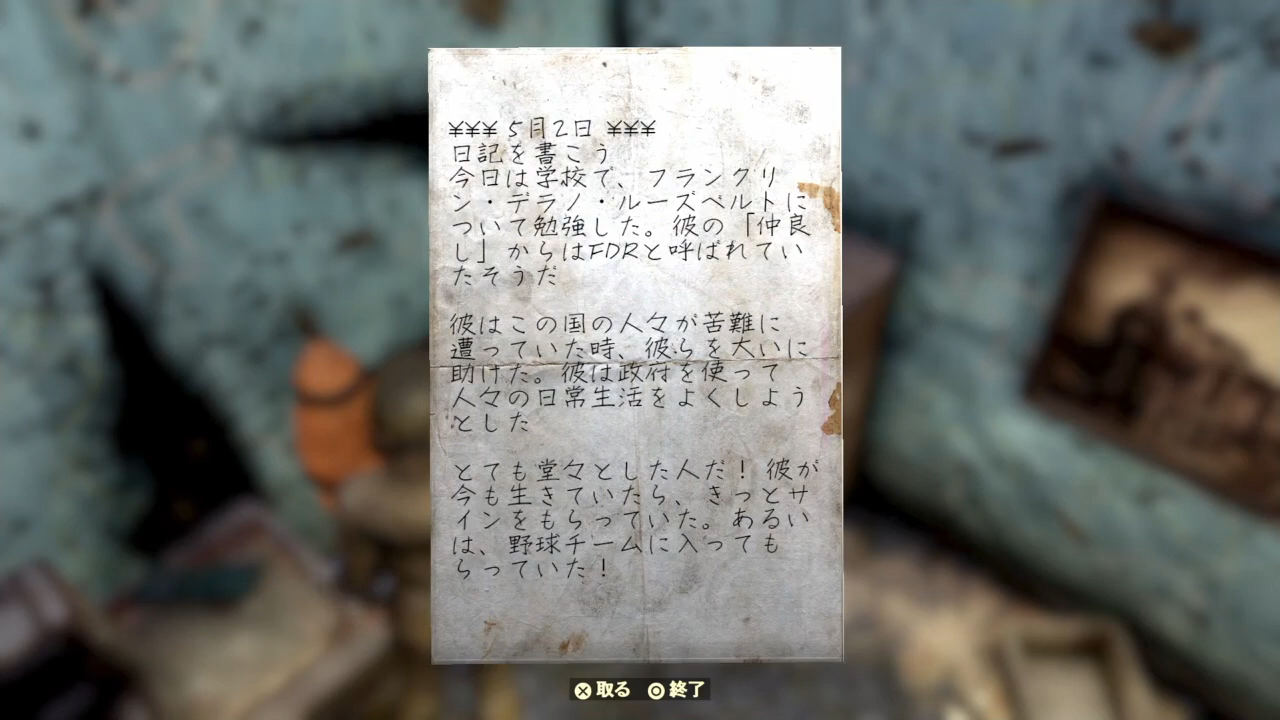 ¥¥¥ 5月2日 ¥¥¥
日記を書こう
今日は学校で、フランクリ
ン・デラノ・ルーズベルトに
ついて勉強した。彼の「仲良
し」からはFDRと呼ばれてい
たそうだ
彼はこの国の人々が苦難に
遭っていた時、彼らを大いに
助けた。彼は政府を使って
人々の日常生活をよくしよう
とした
とても堂々とした人だ！彼が
今も生きていたら、きっとサ
インをもらっていた。あるい
は、野球チームに入っても
らっていた！
取る 終了